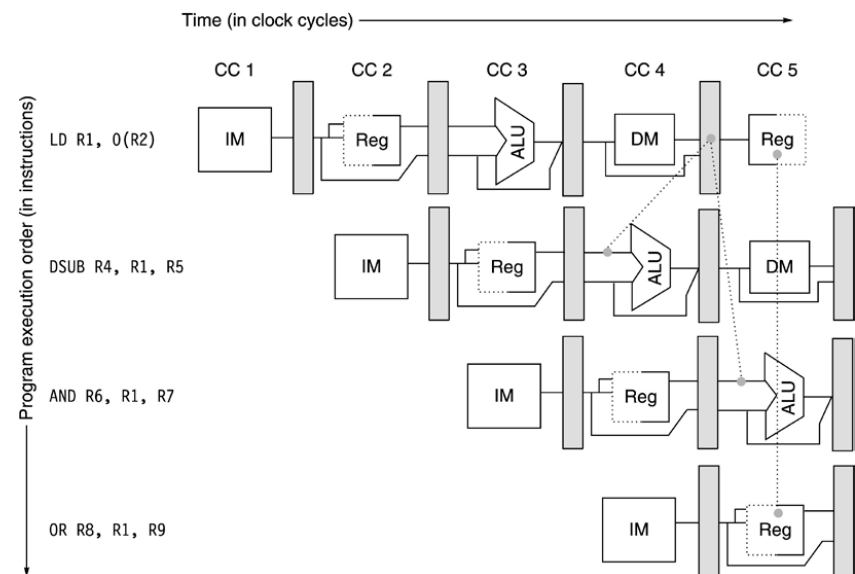 Time (in clock cycles)
CC 1 CC 2 CC 3 CC 4 CC 5
Program execution order (in instructions)
LD R1, 0(R2)
IM Reg ALU DM Reg
DSUB R4, R1, R5
IM Reg ALU DM
AND R6, R1, R7
IM Reg ALU
OR R8, R1, R9
IM Reg